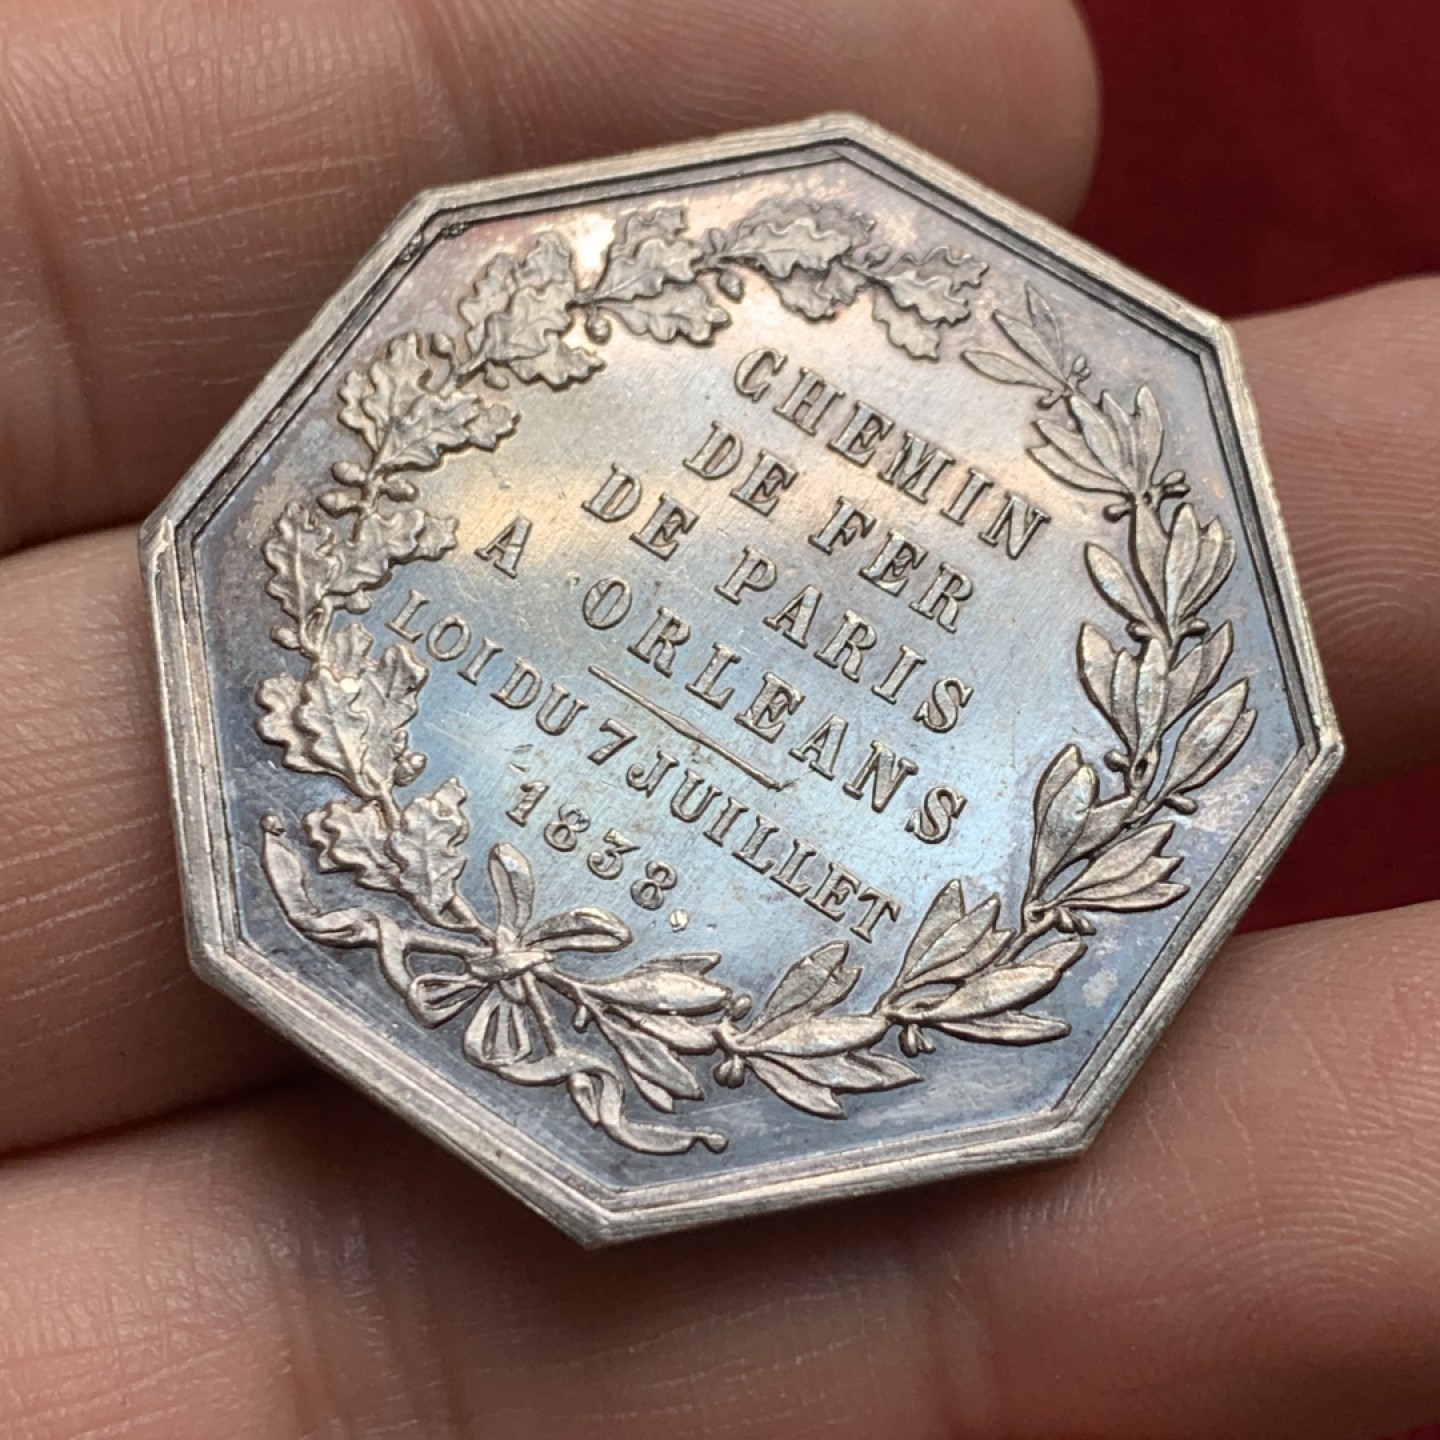 CHEMIN
DE FER
DE PARIS
A ORLEANS
LOI DU 7 JUILLET
1838.